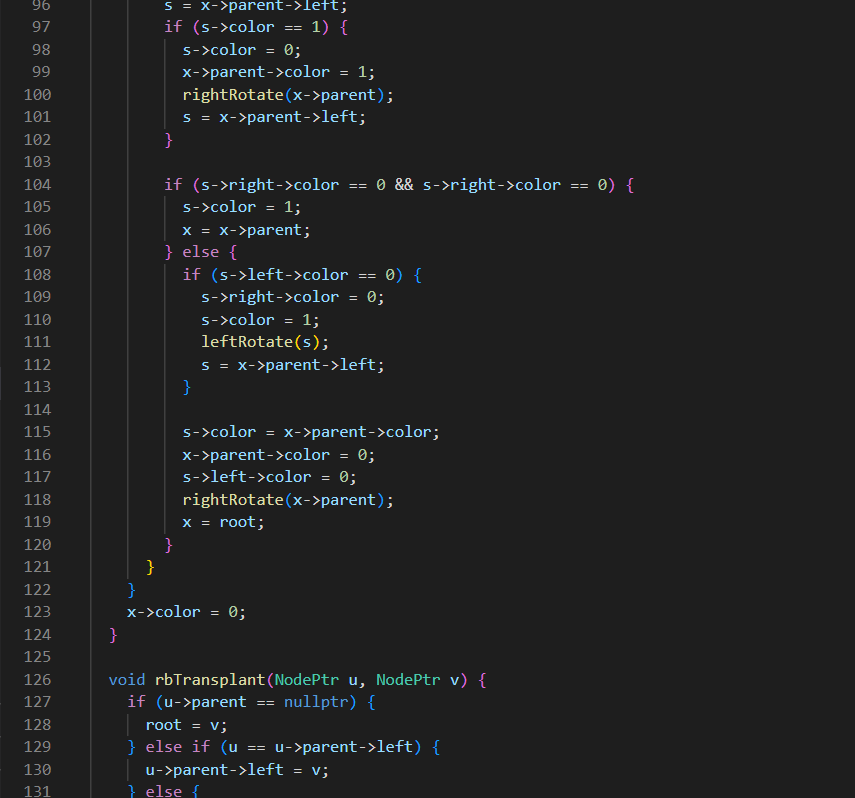 96 s = x->parent->left;
97 if (s->color == 1) {
98 s->color = 0;
99 x->parent->color = 1;
100 rightRotate(x->parent);
101 s = x->parent->left;
102 }
103
104 if (s->right->color == 0 && s->right->color == 0) {
105 s->color = 1;
106 x = x->parent;
107 } else {
108 if (s->left->color == 0) {
109 s->right->color = 0;
110 s->color = 1;
111 leftRotate(s);
112 s = x->parent->left;
113 }
114
115 s->color = x->parent->color;
116 x->parent->color = 0;
117 s->left->color = 0;
118 rightRotate(x->parent);
119 x = root;
120 }
121 }
122 }
123 x->color = 0;
124 }
125
126 void rbTransplant(NodePtr u, NodePtr v) {
127 if (u->parent == nullptr) {
128 root = v;
129 } else if (u == u->parent->left) {
130 u->parent->left = v;
131 } else {